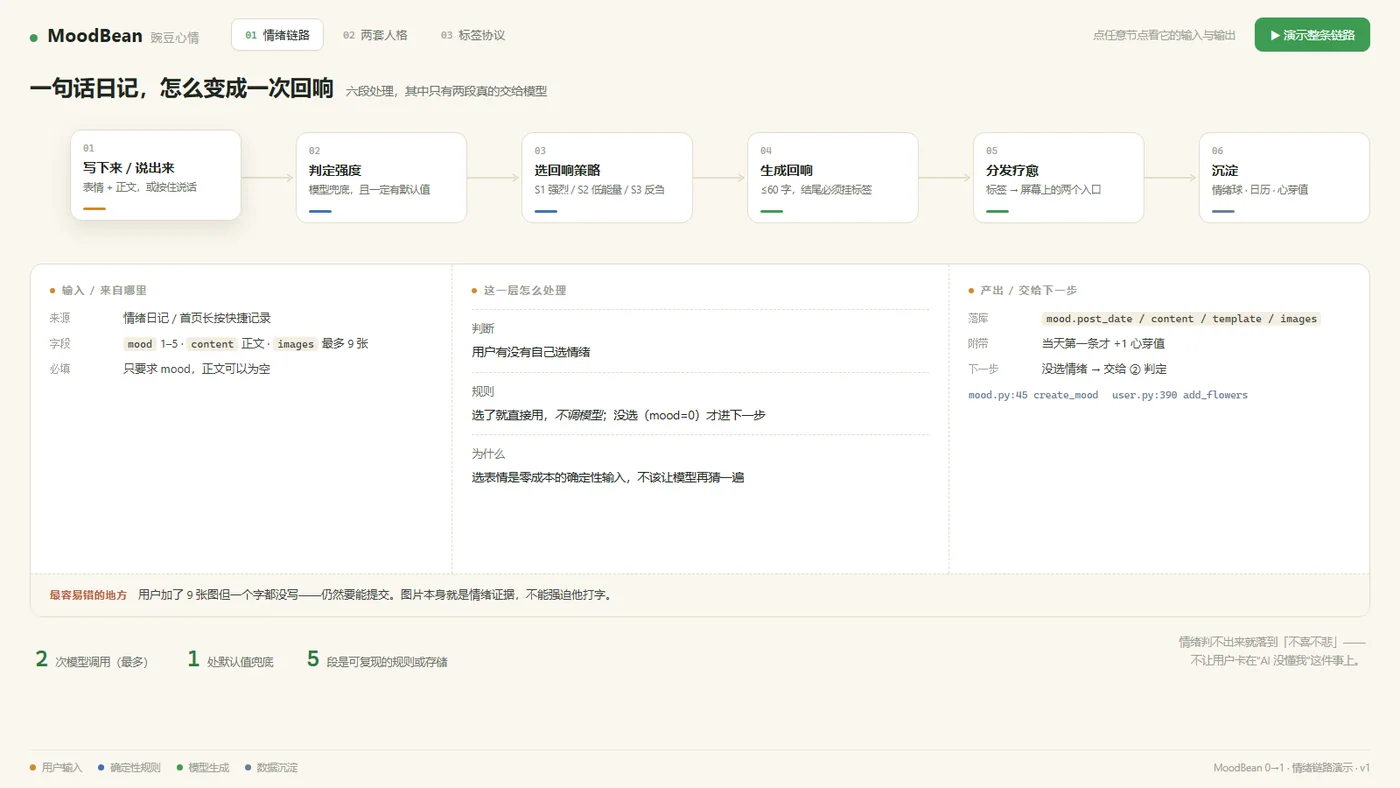 MoodBean 豌豆心情
01 情绪链路
02 两套人格
03 标签协议
点任意节点看它的输入与输出
▶ 演示整条链路
一句话日记，怎么变成一次回响
六段处理，其中只有两段真的交给模型
01
写下来 / 说出来
表情 + 正文，或按住说话
02
判定强度
模型兜底，且一定有默认值
03
选回响策略
S1 强烈 / S2 低能量 / S3 反刍
04
生成回响
≤60 字，结尾必须挂标签
05
分发疗愈
标签 → 屏幕上的两个入口
06
沉淀
情绪球 · 日历 · 心芽值
输入 / 来自哪里
来源 情绪日记 / 首页长按快捷记录
字段 mood 1–5 · content 正文 · images 最多 9 张
必填 只要求 mood，正文可以为空
这一层怎么处理
判断
用户有没有自己选情绪
规则
选了就直接用，不调模型；没选（mood=0）才进下一步
为什么
选表情是零成本的确定性输入，不该让模型再猜一遍
产出 / 交给下一步
落库 mood.post_date / content / template / images
附带 当天第一条才 +1 心芽值
下一步 没选情绪 → 交给 ② 判定
mood.py:45 create_mood user.py:390 add_flowers
最容易错的地方 用户加了 9 张图但一个字都没写——仍然要能提交。图片本身就是情绪证据，不能强迫他打字。
2 次模型调用（最多）
1 处默认值兜底
5 段是可复现的规则或存储
情绪判不出来就落到「不喜不悲」——
不让用户卡在“AI 没懂我”这件事上。
用户输入
确定性规则
模型生成
数据沉淀
MoodBean 0→1 · 情绪链路演示 · v1